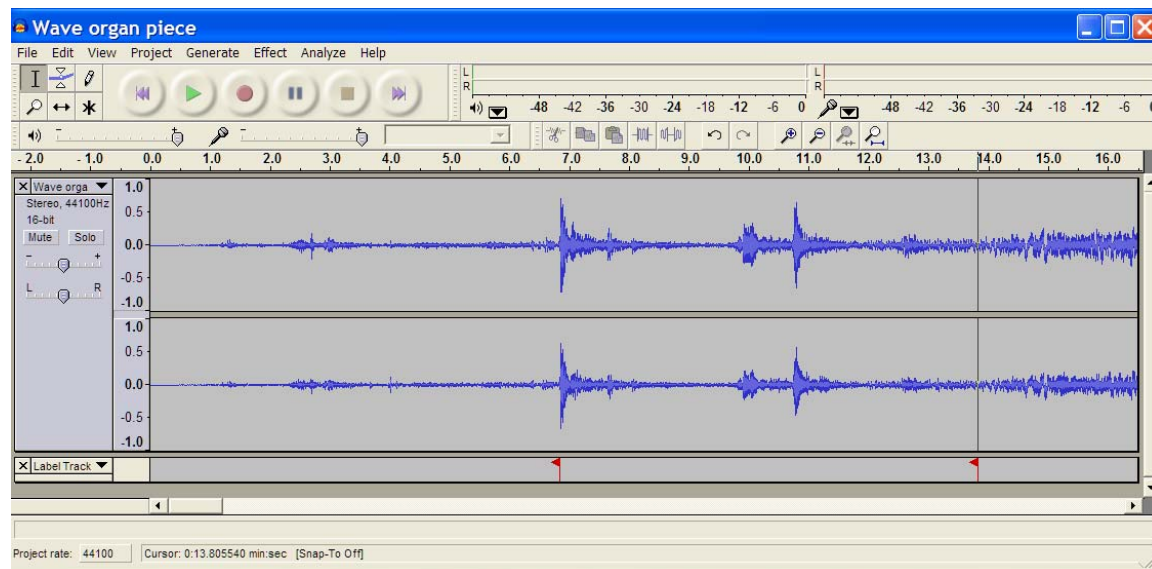 Wave organ piece
File Edit View Project Generate Effect Analyze Help
L
R
-48 -42 -36 -30 -24 -18 -12 -6 0
L
R
-48 -42 -36 -30 -24 -18 -12 -6 0
- +
- +
- 2.0 - 1.0 0.0 1.0 2.0 3.0 4.0 5.0 6.0 7.0 8.0 9.0 10.0 11.0 12.0 13.0 14.0 15.0 16.0
X Wave orga
Stereo, 44100Hz
16-bit
Mute Solo
- +
L R
1.0
0.5
0.0
-0.5
-1.0
1.0
0.5
0.0
-0.5
-1.0
X Label Track
Project rate: 44100 Cursor: 0:13.805540 min:sec [Snap-To Off]